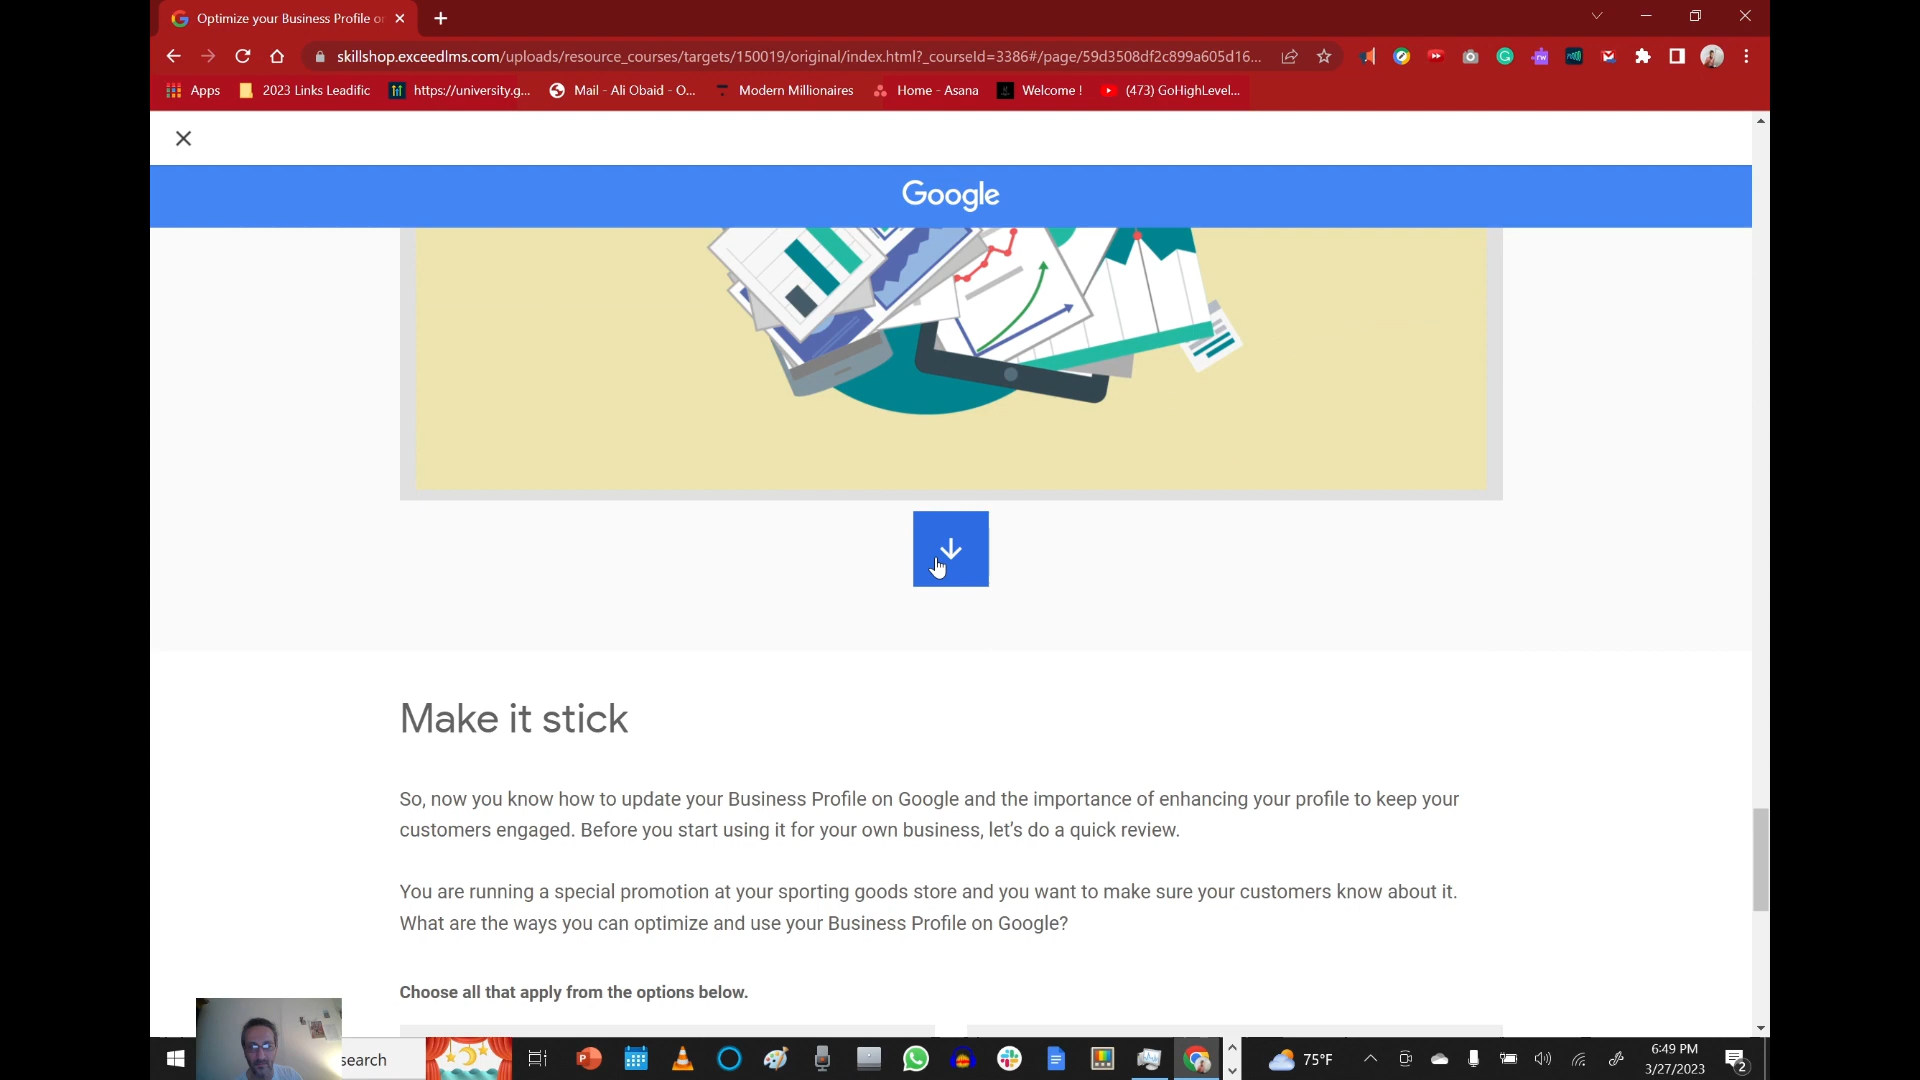 Optimize your Business Profile or
skillshop.exceedlms.com/uploads/resource_courses/targets/150019/original/index.html?_courseId=3386#/page/59d3508df2c899a605d16...
Apps
2023 Links Leadific
https://university.g...
Mail - Ali Obaid - O...
Modern Millionaires
Home - Asana
Welcome !
(473) GoHighLevel...
Google
Make it stick
So, now you know how to update your Business Profile on Google and the importance of enhancing your profile to keep your
customers engaged. Before you start using it for your own business, let's do a quick review.
You are running a special promotion at your sporting goods store and you want to make sure your customers know about it.
What are the ways you can optimize and use your Business Profile on Google?
Choose all that apply from the options below.
search
75°F
6:49 PM
3/27/2023
2